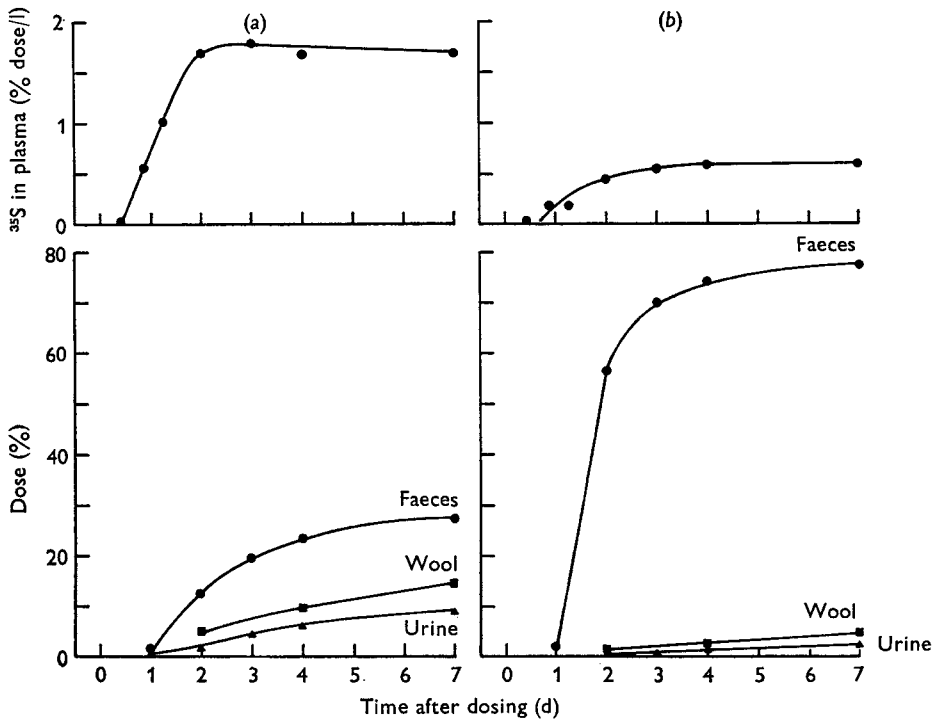 (a)
(b)
³⁵S in plasma (% dose/l)
2
1
0
Faeces
Dose (%)
80
60
40
20
0
Faeces
Wool
Urine
Wool
Urine
0 1 2 3 4 5 6 7
0 1 2 3 4 5 6 7
Time after dosing (d)